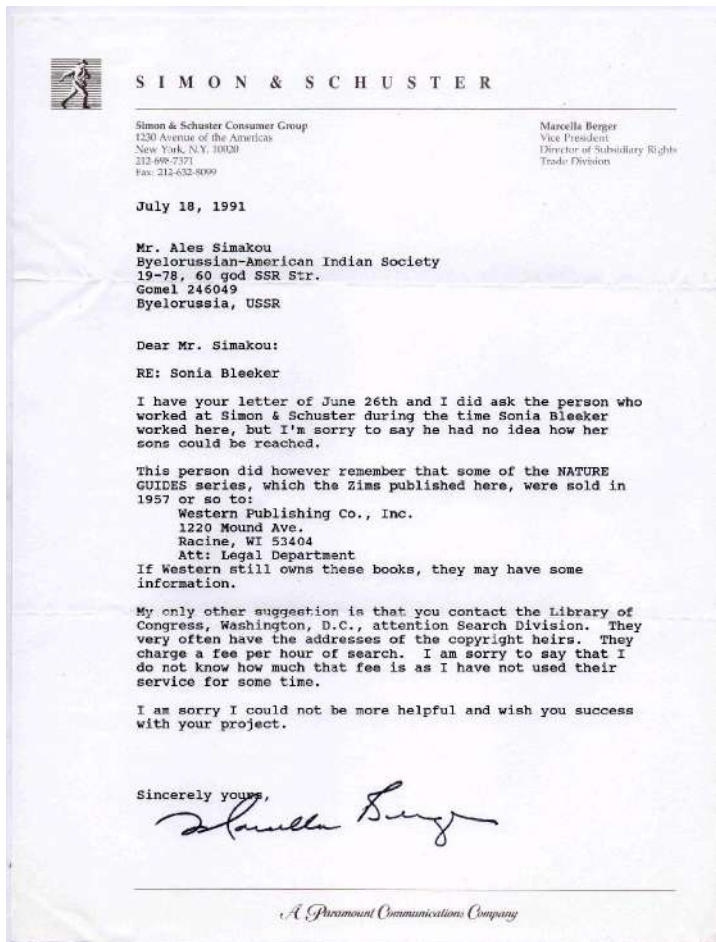 SIMON & SCHUSTER
Simon & Schuster Consumer Group
1230 Avenue of the Americas
New York, N.Y. 10020
212-698-7371
Fax: 212-632-8099
Marcella Berger
Vice President
Director of Subsidiary Rights
Trade Division
July 18, 1991
Mr. Ales Simakou
Byelorussian-American Indian Society
19-78, 60 god SSR Str.
Gomel 246049
Byelorussia, USSR
Dear Mr. Simakou:
RE: Sonia Bleeker
I have your letter of June 26th and I did ask the person who
worked at Simon & Schuster during the time Sonia Bleeker
worked here, but I'm sorry to say he had no idea how her
sons could be reached.
This person did however remember that some of the NATURE
GUIDES series, which the Zims published here, were sold in
1957 or so to:
Western Publishing Co., Inc.
1220 Mound Ave.
Racine, WI 53404
Att: Legal Department
If Western still owns these books, they may have some
information.
My only other suggestion is that you contact the Library of
Congress, Washington, D.C., attention Search Division. They
very often have the addresses of the copyright heirs. They
charge a fee per hour of search. I am sorry to say that I
do not know how much that fee is as I have not used their
service for some time.
I am sorry I could not be more helpful and wish you success
with your project.
Sincerely yours,
Marcella Berger
A Paramount Communications Company